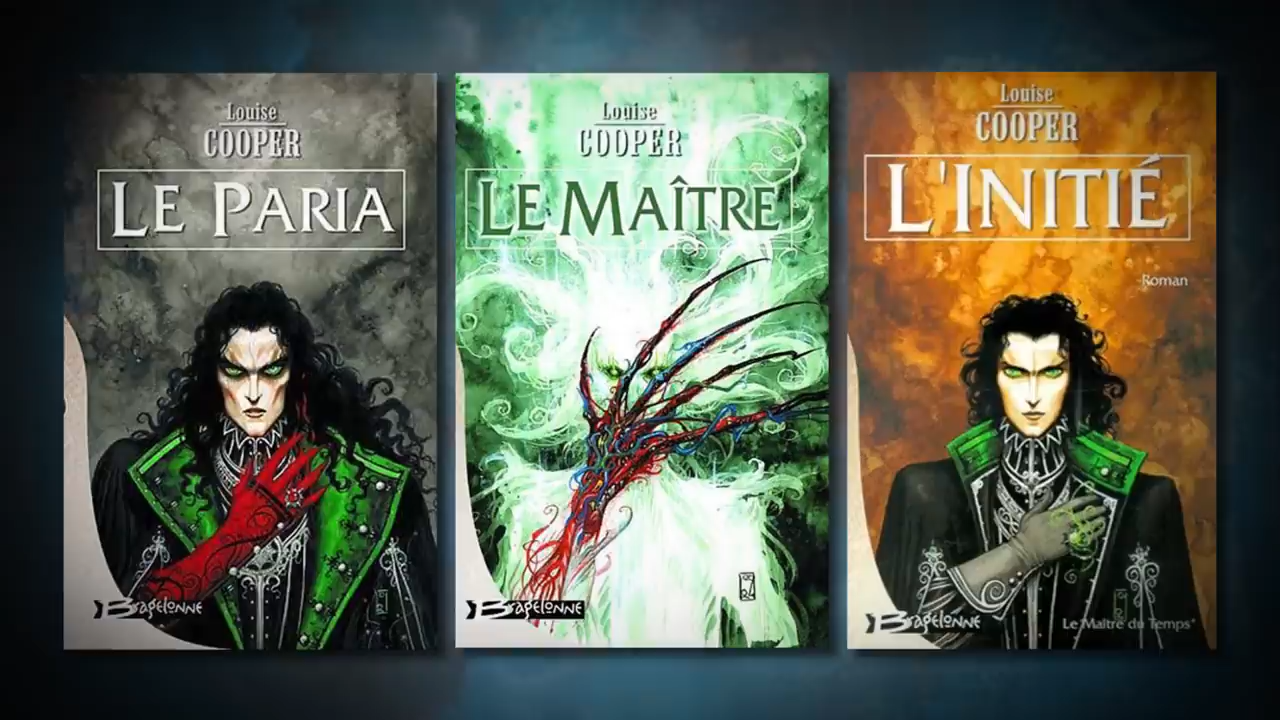 Louise
COOPER
LE PARIA
BRAGELONNE
Louise
COOPER
LE MAÎTRE
BRAGELONNE
Louise
COOPER
L'INITIÉ
Roman
BRAGELONNE
Le Maître du Temps*